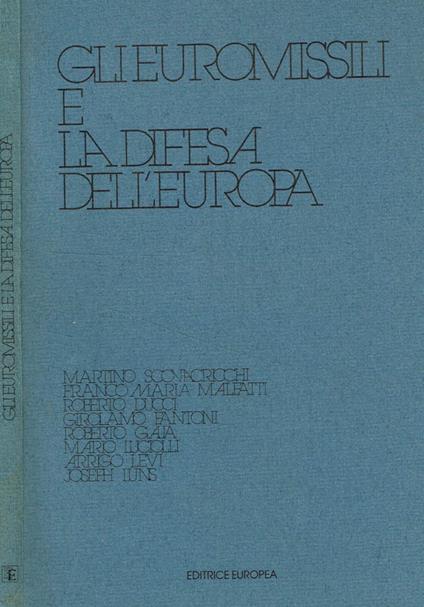 GLI EUROMISSILI
E
LA DIFESA
DELL'EUROPA
MARTINO SCOVACRICCHI
FRANCO MARIA MALFATTI
ROBERTO DUCCI
GIROLAMO FANTONI
ROBERTO GAJA
MARIO LUCIOLLI
ARRIGO LEVI
JOSEPH LUNS
EDITRICE EUROPEA
GLI EUROMISSILI E LA DIFESA DELL'EUROPA